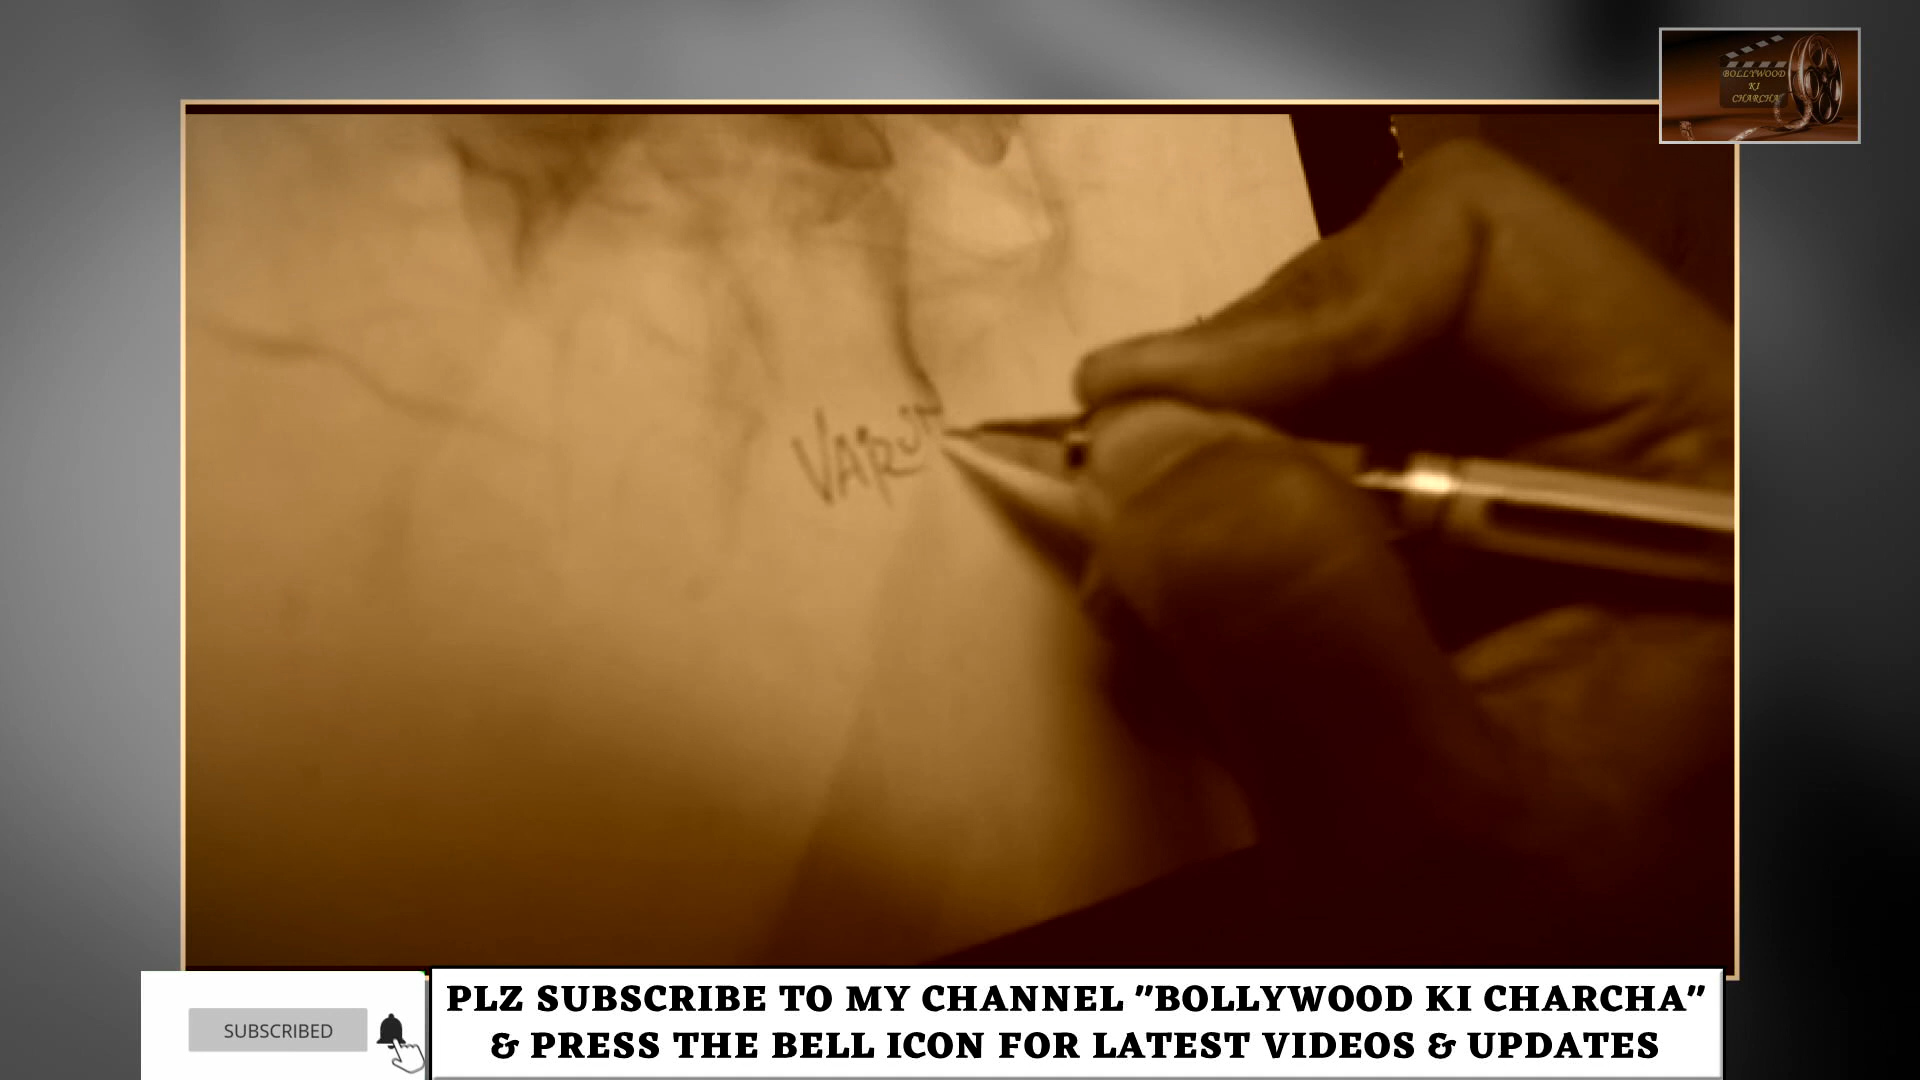 BOLLYWOOD
KI
CHARCHA
VARUN
SUBSCRIBED
PLZ SUBSCRIBE TO MY CHANNEL "BOLLYWOOD KI CHARCHA"
& PRESS THE BELL ICON FOR LATEST VIDEOS & UPDATES